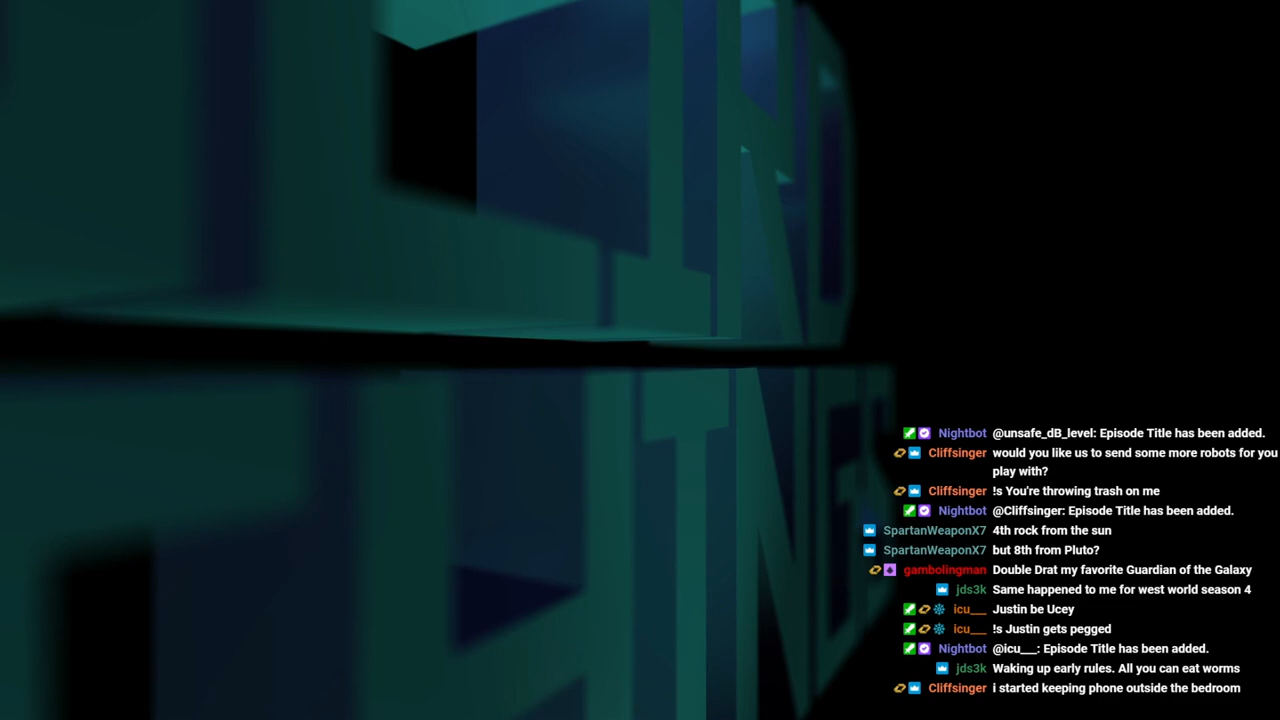 Nightbot @unsafe_dB_level: Episode Title has been added.
Cliffsinger would you like us to send some more robots for you
play with?
Cliffsinger !s You're throwing trash on me
Nightbot @Cliffsinger: Episode Title has been added.
SpartanWeaponX7 4th rock from the sun
SpartanWeaponX7 but 8th from Pluto?
gambolingman Double Drat my favorite Guardian of the Galaxy
jds3k Same happened to me for west world season 4
icu___ Justin be Ucey
icu___ !s Justin gets pegged
Nightbot @icu___: Episode Title has been added.
jds3k Waking up early rules. All you can eat worms
Cliffsinger i started keeping phone outside the bedroom